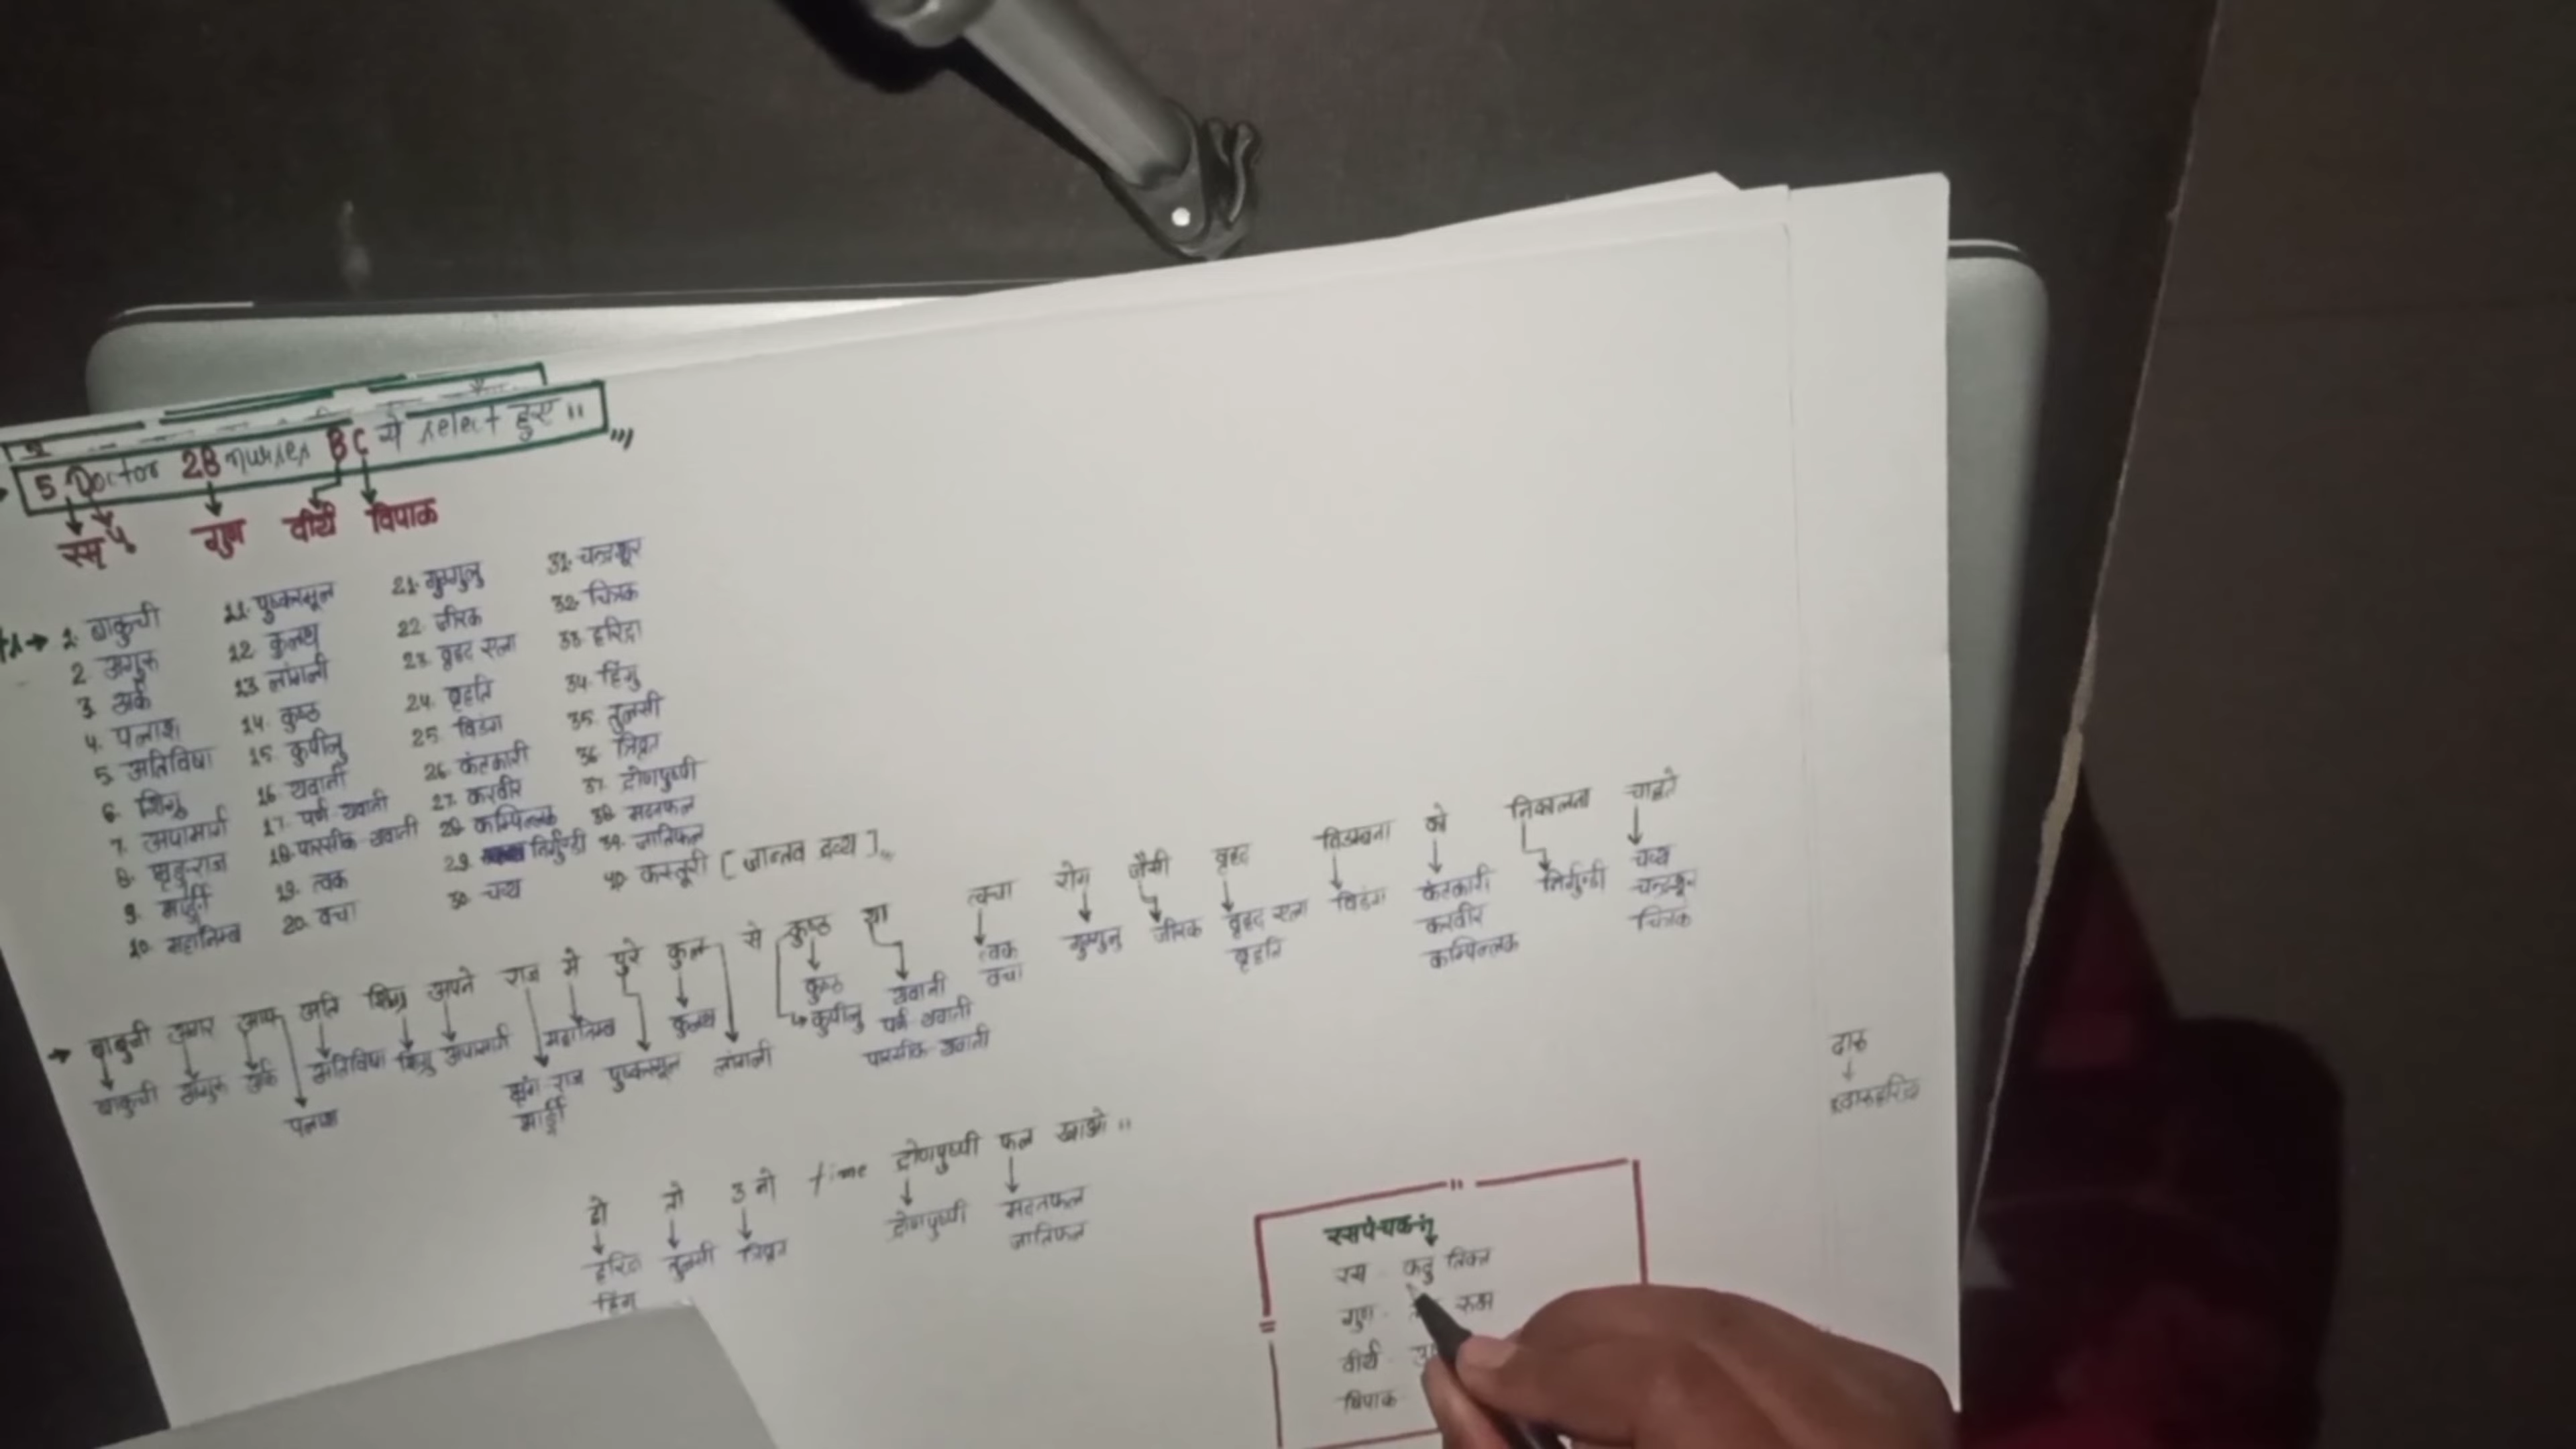 5 Doctor 2B nurses BC से select हुए"
रस ५
गुण
वीर्य
विपाक
1. बाकुची
2. अगुरु
3. अर्क
4. पलाश
5. अतिविषा
6. शिग्रु
7. अपामार्ग
8. भृङ्गराज
9. भार्ङ्गी
10. महानिम्ब
11. पुष्करमूल
12. कुलथ
13. लांगली
14. कुष्ठ
15. कुपीलु
16. यवानी
17. पर्ण-यवानी
18. पारसीक-यवानी
19. त्वक
20. वचा
21. गुग्गुलु
22. जीरक
23. बृहद एला
24. बृहति
25. विडंग
26. कंटकारी
27. करवीर
28. कम्पिल्लक
29. निर्गुण्डी
30. चव्य
31. चन्द्रशूर
32. चित्रक
33. हरिद्रा
34. हिंगु
35. तुलसी
36. त्रिवृत
37. द्रोणपुष्पी
38. मदनफल
39. जातिफल
40. कस्तूरी [जान्तव द्रव्य]
बाबुजी अगर आप अति शिग्र अपने राज मे पुरे कुल से कुष्ठ या त्वचा रोग जैसी बृहद विडम्बना को निकालना चाहते
बाकुची अगुरु अर्क अतिविषा शिग्रु अपामार्ग महानिम्ब कुलथ कुष्ठ यवानी त्वक गुग्गुलु जीरक बृहद एला विडंग कंटकारी निर्गुण्डी चव्य
पलाश भृंगराज पुष्करमूल लांगली कुपीलु पर्ण-यवानी वचा बृहति करवीर चन्द्रशूर
भार्ङ्गी पारसीक-यवानी कम्पिल्लक चित्रक
हो तो 3 नो time द्रोणपुष्पी फल खाओ"
हरिद्रा तुलसी त्रिवृत द्रोणपुष्पी मदनफल
हिंगु जातिफल
दारु
दारुहरिद्रा
रसपंचक
रस - कटु तिक्त
गुण - रुक्ष
वीर्य -
विपाक